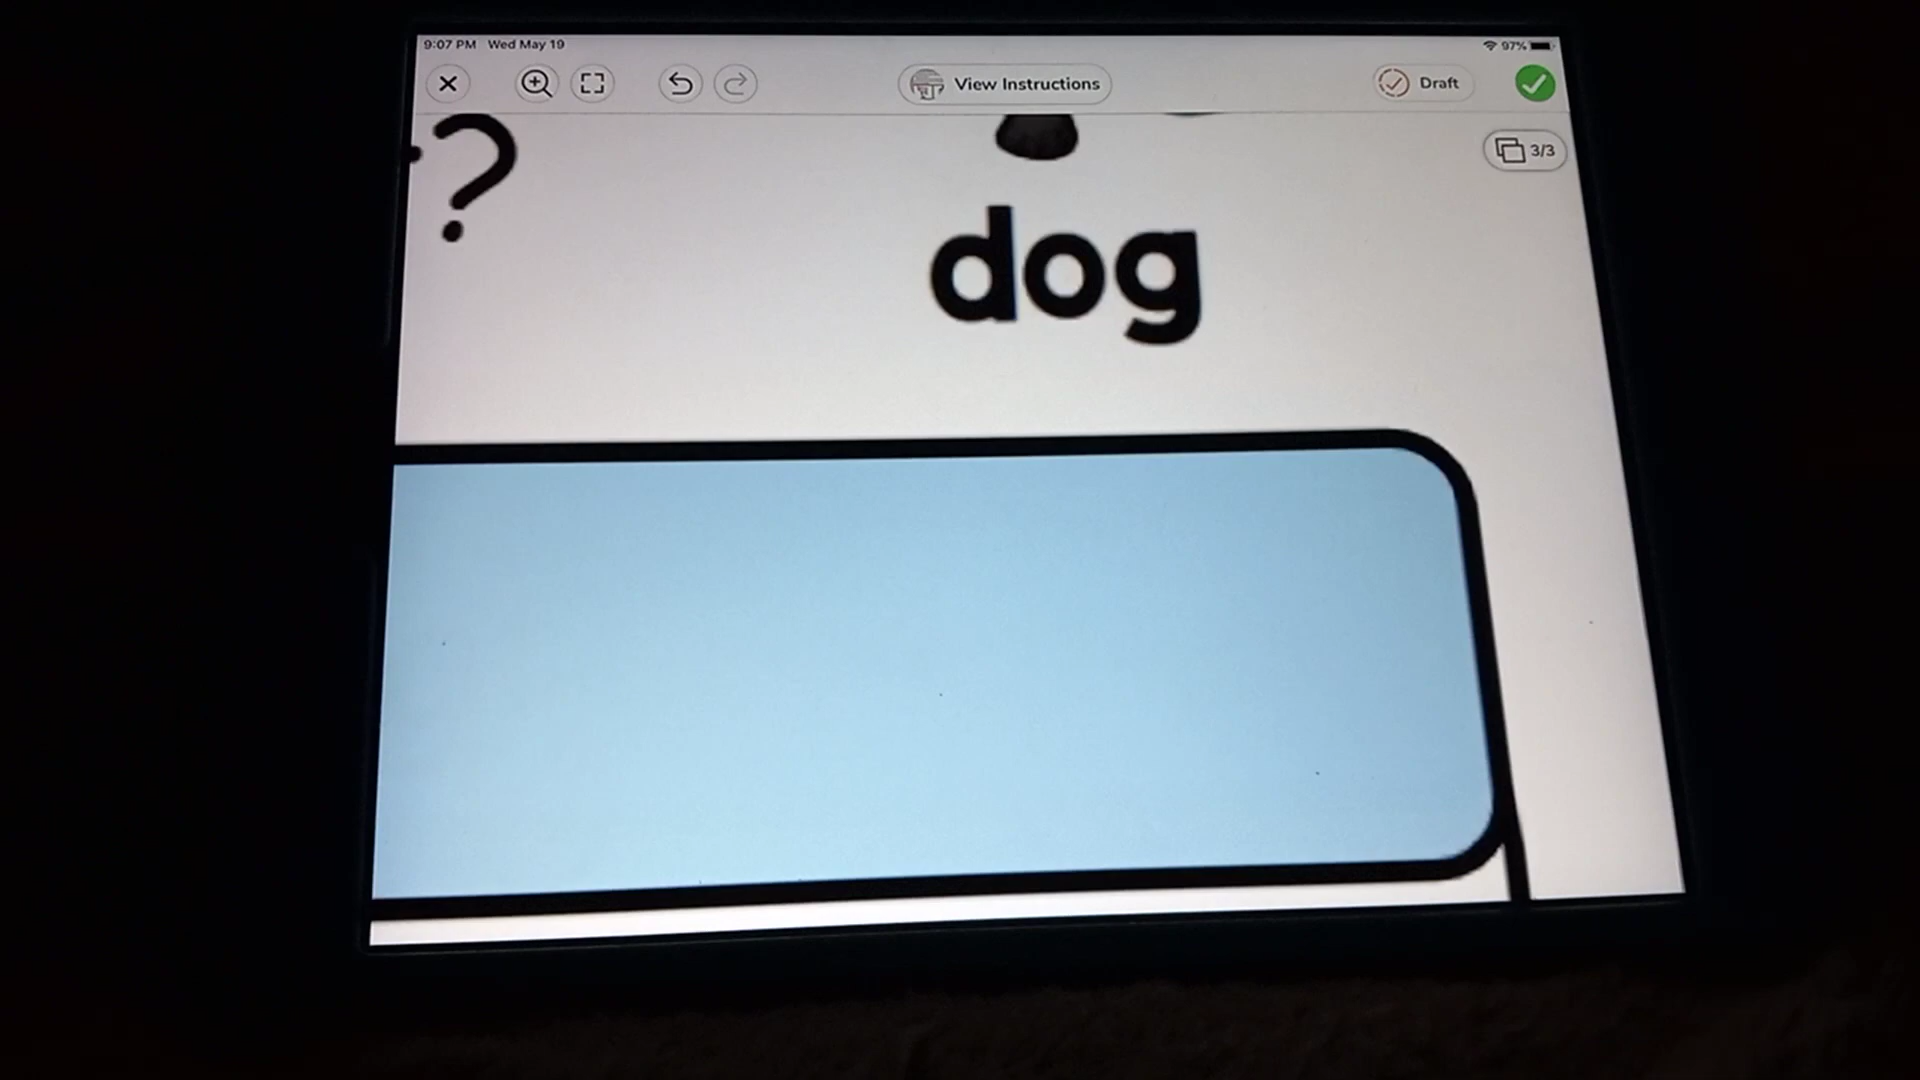 9:07 PM Wed May 19
97%
View Instructions
Draft
3/3
?
dog